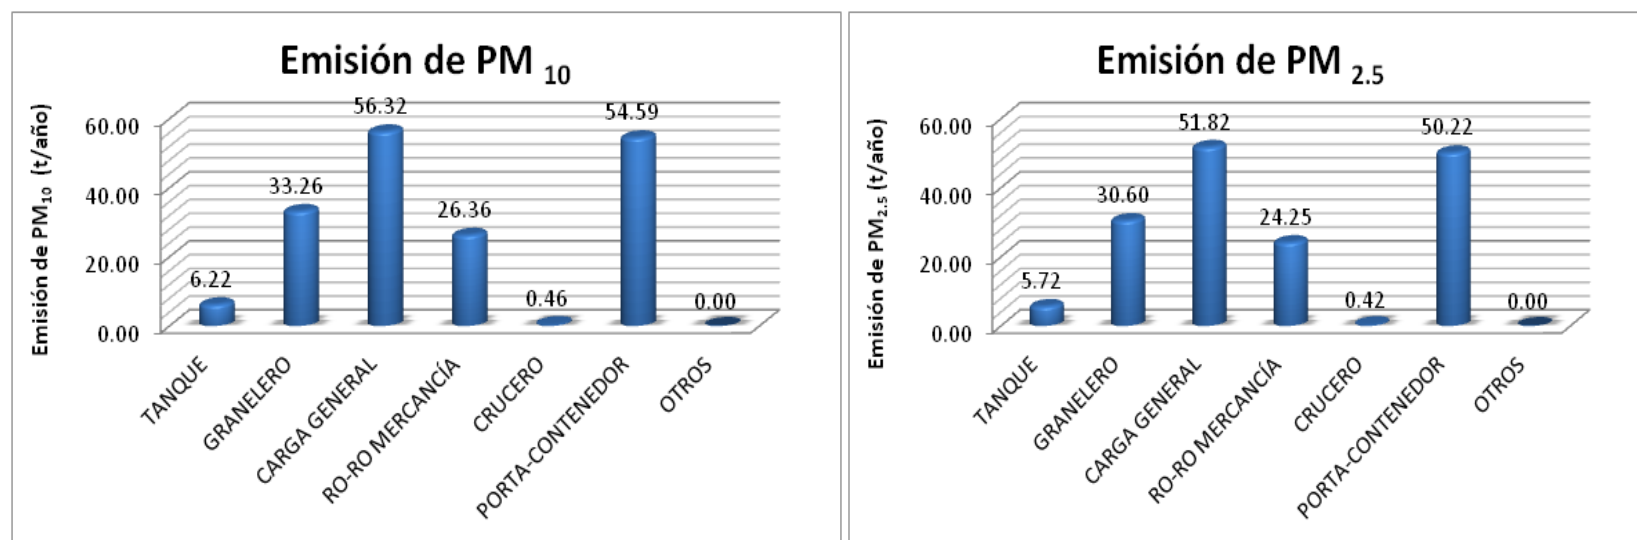 Emisión de PM 10
Emisión de PM10 (t/año)
60.00
40.00
20.00
0.00
6.22
33.26
56.32
26.36
0.46
54.59
0.00
TANQUE
GRANELERO
CARGA GENERAL
RO-RO MERCANCÍA
CRUCERO
PORTA-CONTENEDOR
OTROS
Emisión de PM 2.5
Emisión de PM2.5 (t/año)
60.00
40.00
20.00
0.00
5.72
30.60
51.82
24.25
0.42
50.22
0.00
TANQUE
GRANELERO
CARGA GENERAL
RO-RO MERCANCÍA
CRUCERO
PORTA-CONTENEDOR
OTROS